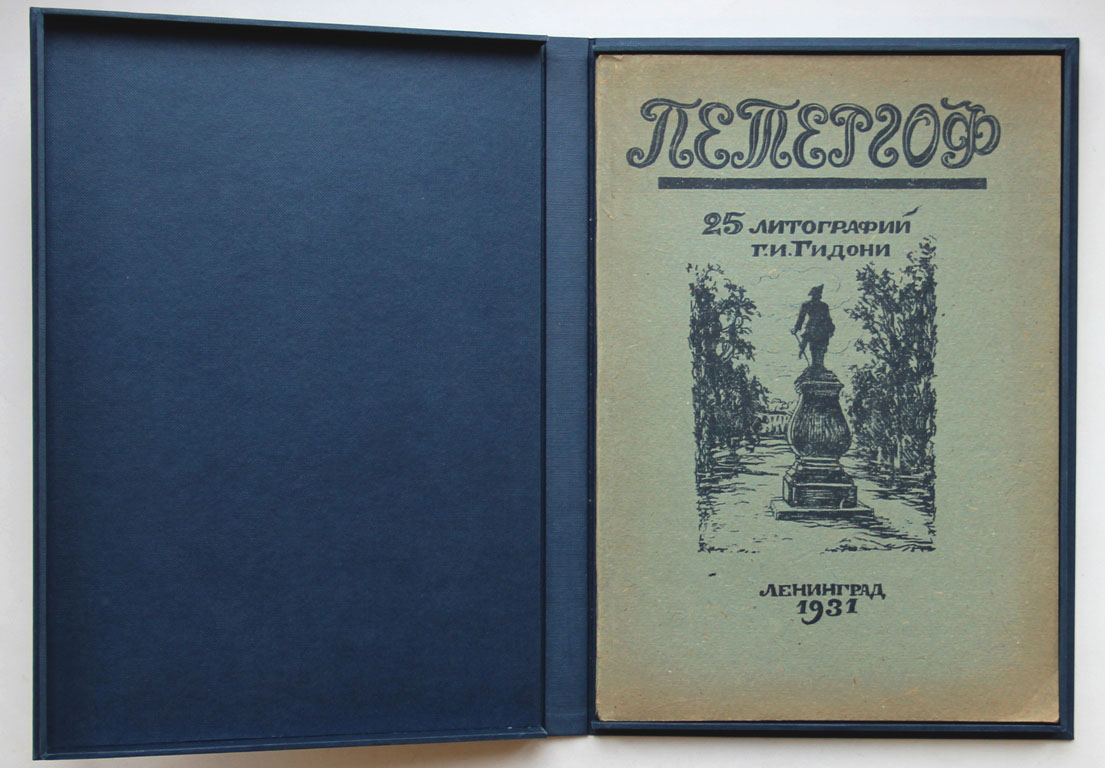 ПЕТЕРГОФ
25 ЛИТОГРАФИЙ
Г.И.ГИДОНИ
ЛЕНИНГРАД
1931